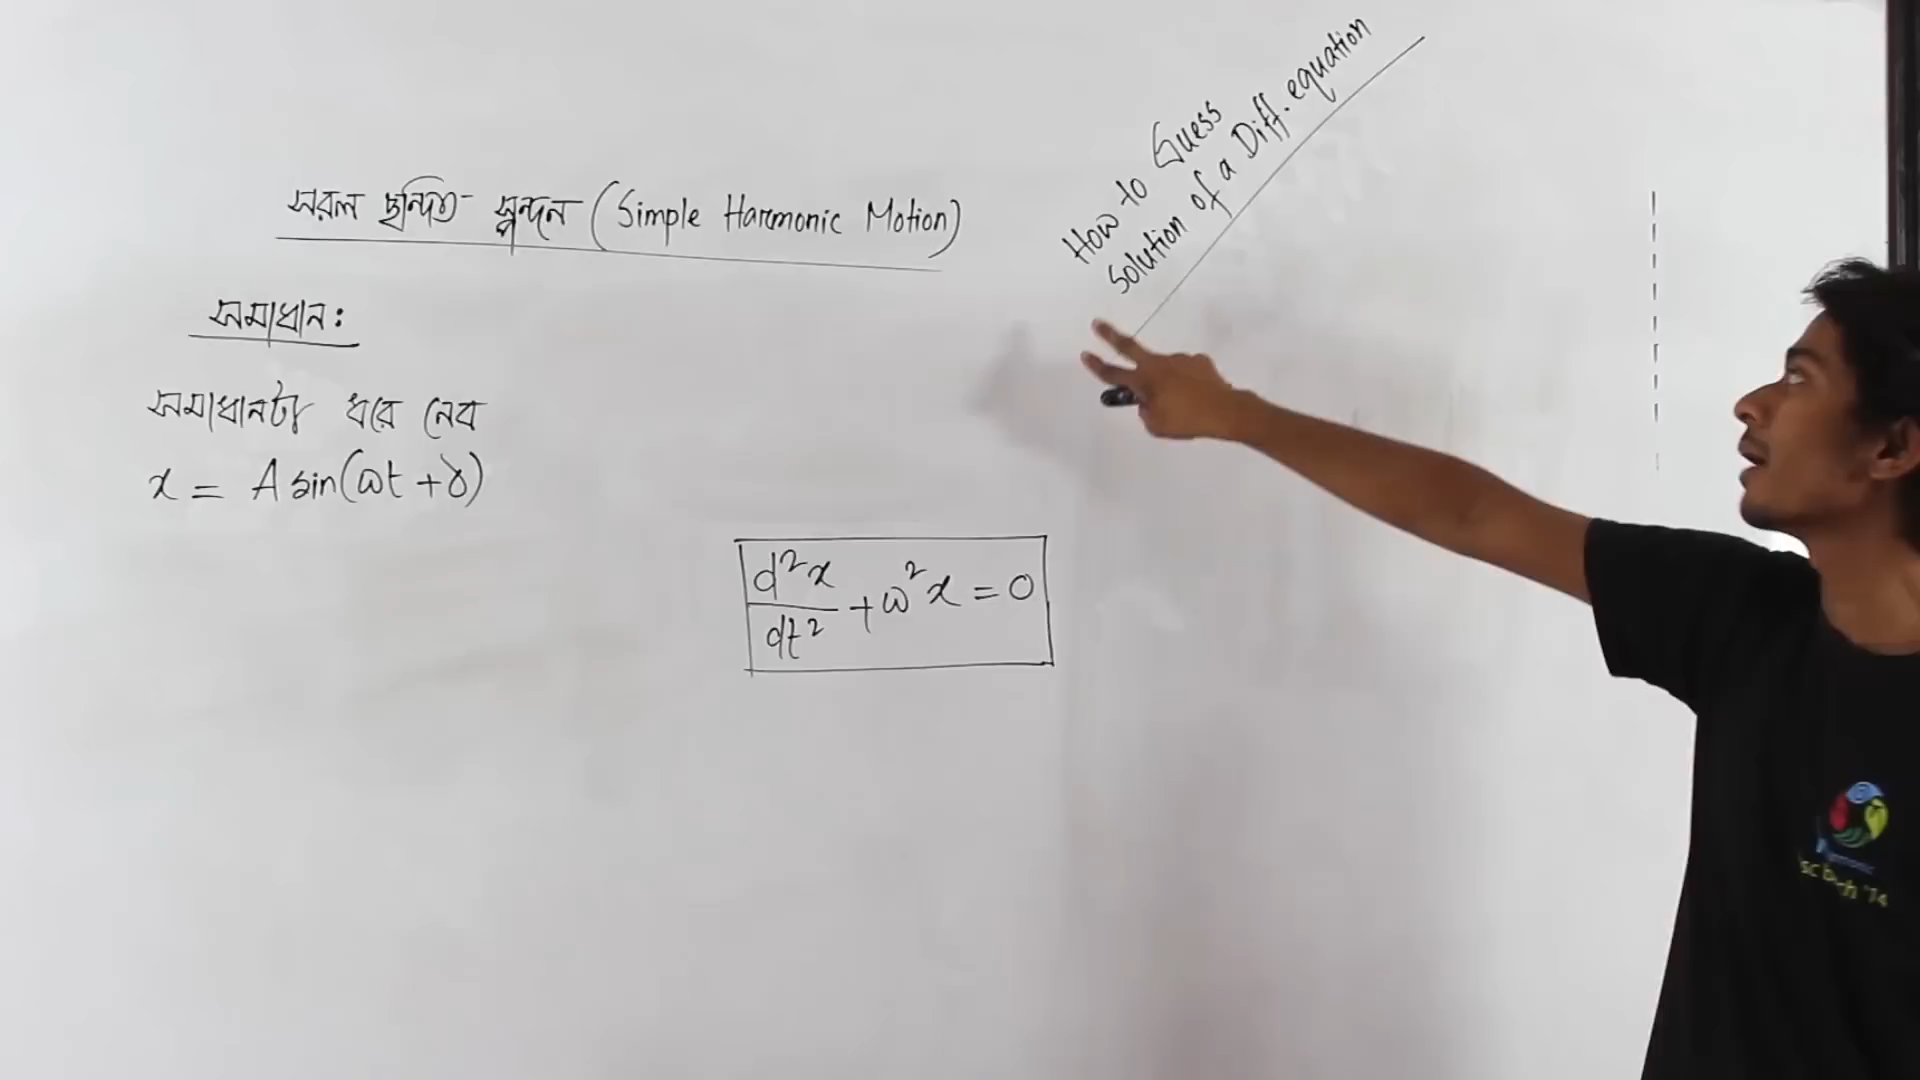 সরল ছন্দিত স্পন্দন (Simple Harmonic Motion)
How to Guess
Solution of a Diff. equation
সমাধান:
সমাধানটা ধরে নেব
x = A sin(ωt + δ)
d²x/dt² + ω²x = 0